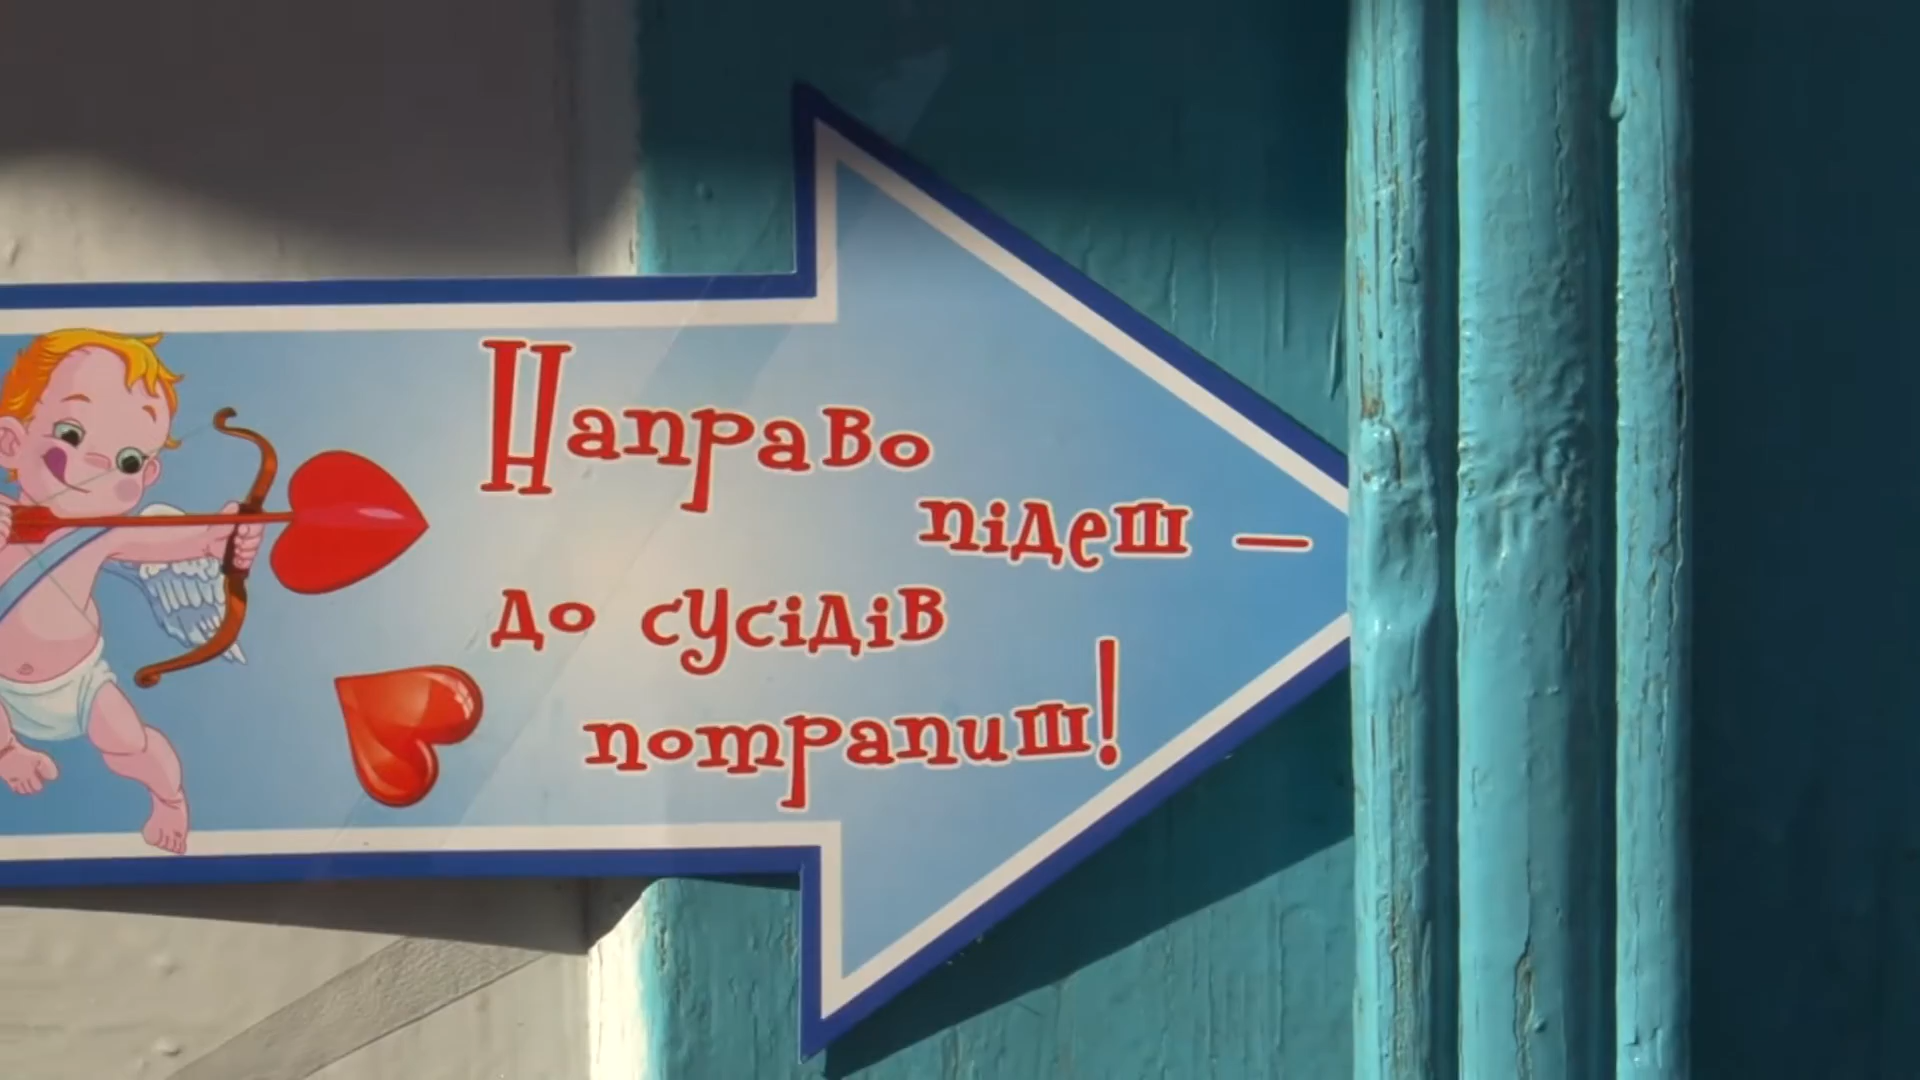 Направо
підеш –
до сусідів
потрапиш!